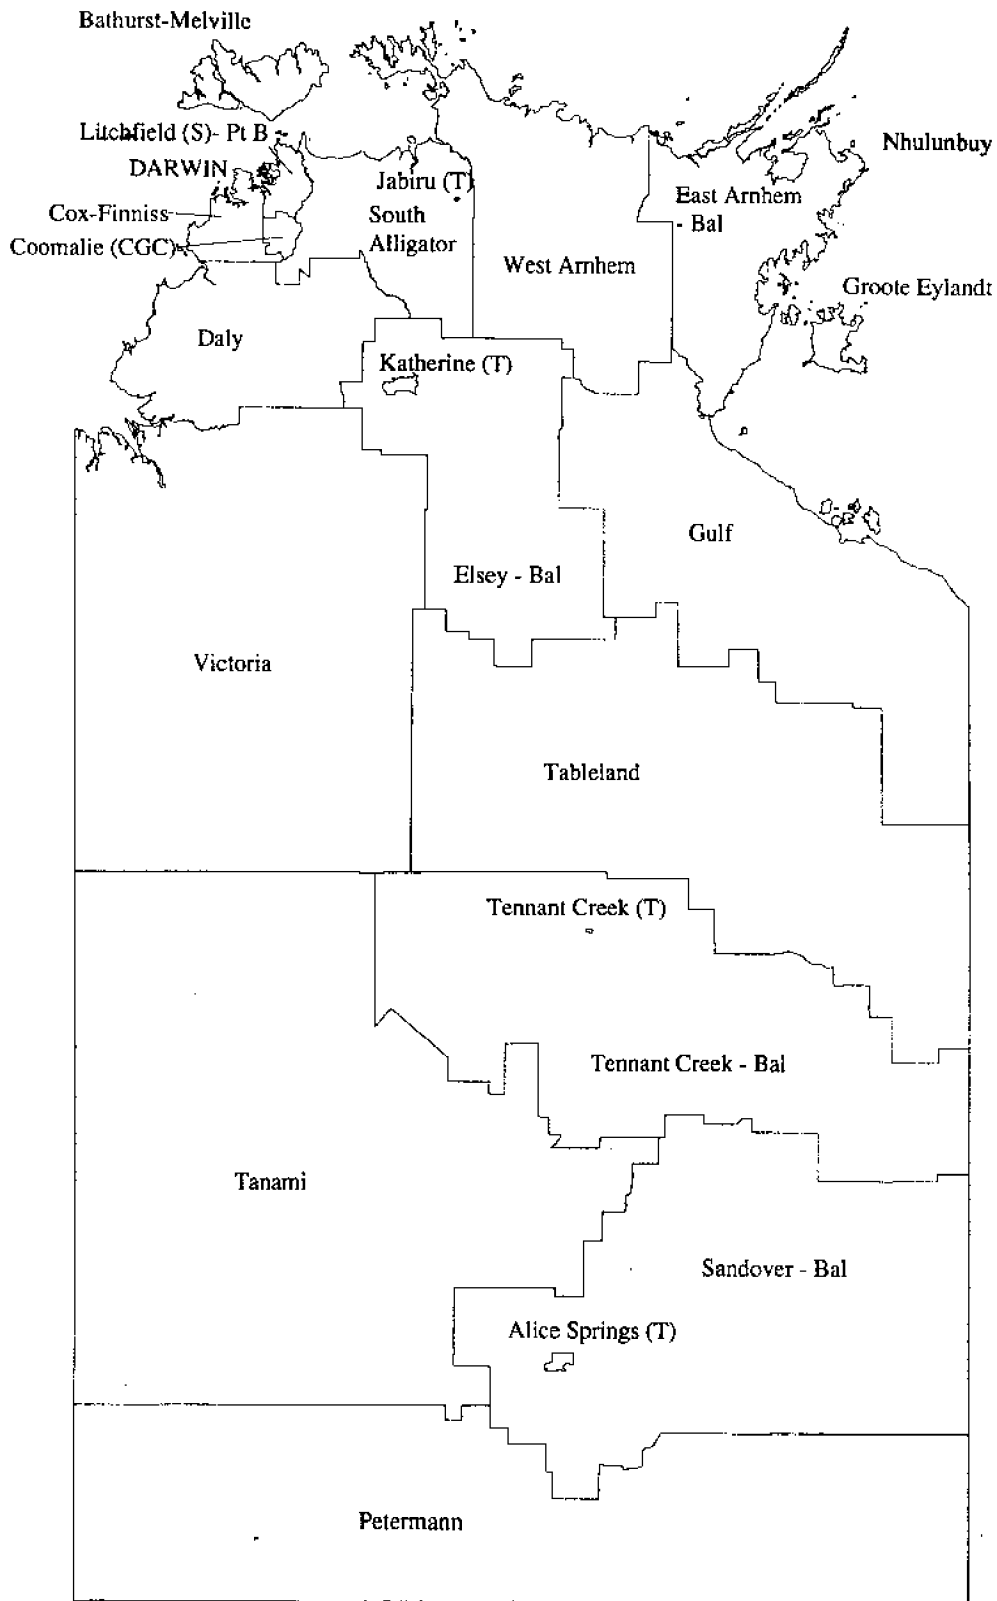 Bathurst-Melville
Litchfield (S)- Pt B
DARWIN
Nhulunbuy
Jabiru (T)
East Arnhem
- Bal
Cox-Finniss
South
Alligator
Coomalie (CGC)
West Arnhem
Groote Eylandt
Daly
Katherine (T)
Gulf
Elsey - Bal
Victoria
Tableland
Tennant Creek (T)
Tennant Creek - Bal
Tanami
Sandover - Bal
Alice Springs (T)
Petermann